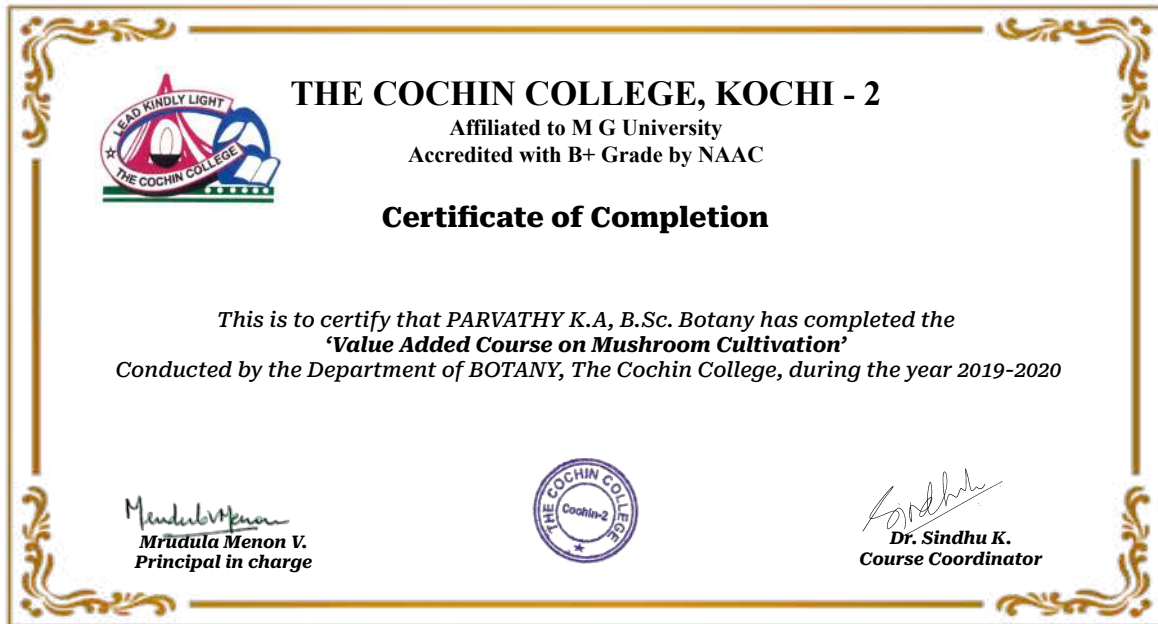 LEAD KINDLY LIGHT
THE COCHIN COLLEGE
THE COCHIN COLLEGE, KOCHI - 2
Affiliated to M G University
Accredited with B+ Grade by NAAC
Certificate of Completion
This is to certify that PARVATHY K.A, B.Sc. Botany has completed the
‘Value Added Course on Mushroom Cultivation’
Conducted by the Department of BOTANY, The Cochin College, during the year 2019-2020
Mrudula Menon V.
Principal in charge
THE COCHIN COLLEGE
Cochin-2
Sindhu
Dr. Sindhu K.
Course Coordinator